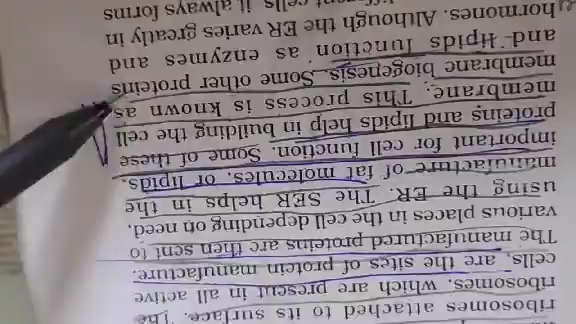 ribosomes attached to its surface. The
ribosomes, which are present in all active
cells, are the sites of protein manufacture.
The manufactured proteins are then sent to
various places in the cell depending on need,
using the ER. The SER helps in the
manufacture of fat molecules, or lipids,
important for cell function. Some of these
proteins and lipids help in building the cell
membrane. This process is known as
membrane biogenesis. Some other proteins
and lipids function as enzymes and
hormones. Although the ER varies greatly in
cells, it always forms